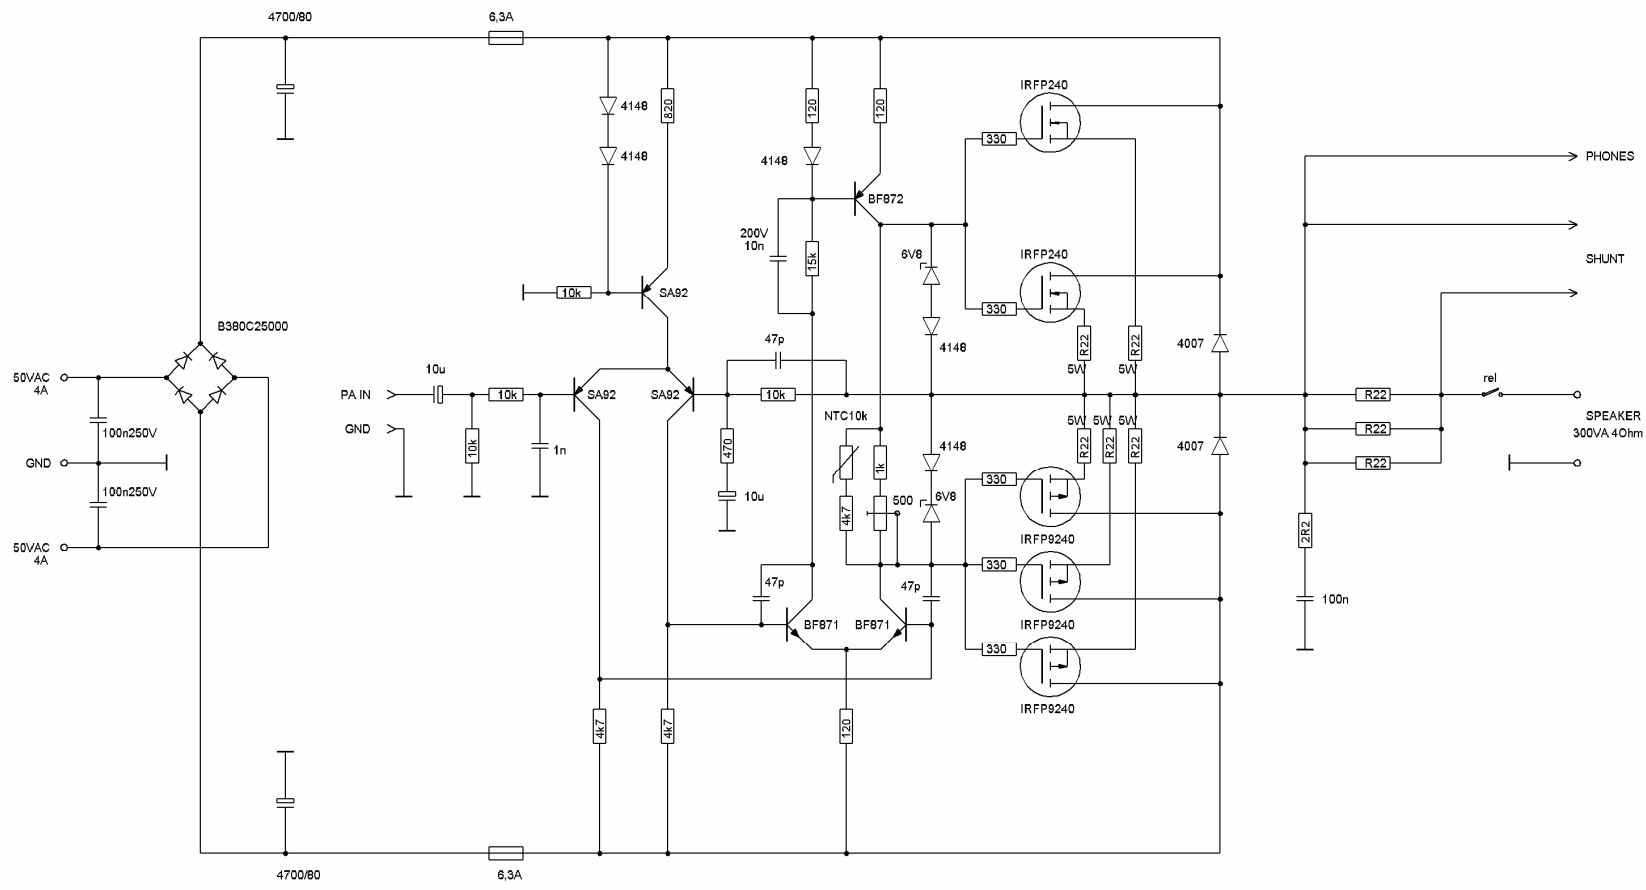 4700/80
6,3A
4148
820
4148
120
120
IRFP240
330
4148
PHONES
BF872
200V
10n
15k
6V8
IRFP240
SHUNT
10k
SA92
330
B380C25000
47p
4148
R22
R22
4007
5W
5W
50VAC
4A
10u
rel
PA IN
10k
SA92
SA92
10k
R22
SPEAKER
300VA 4Ohm
GND
NTC10k
5W
5W
5W
100n250V
10k
1n
470
1k
4148
R22
R22
R22
4007
R22
GND
R22
330
100n250V
10u
4k7
500
6V8
2R2
50VAC
4A
IRFP9240
330
47p
47p
100n
BF871
BF871
IRFP9240
330
IRFP9240
4k7
4k7
120
4700/80
6,3A